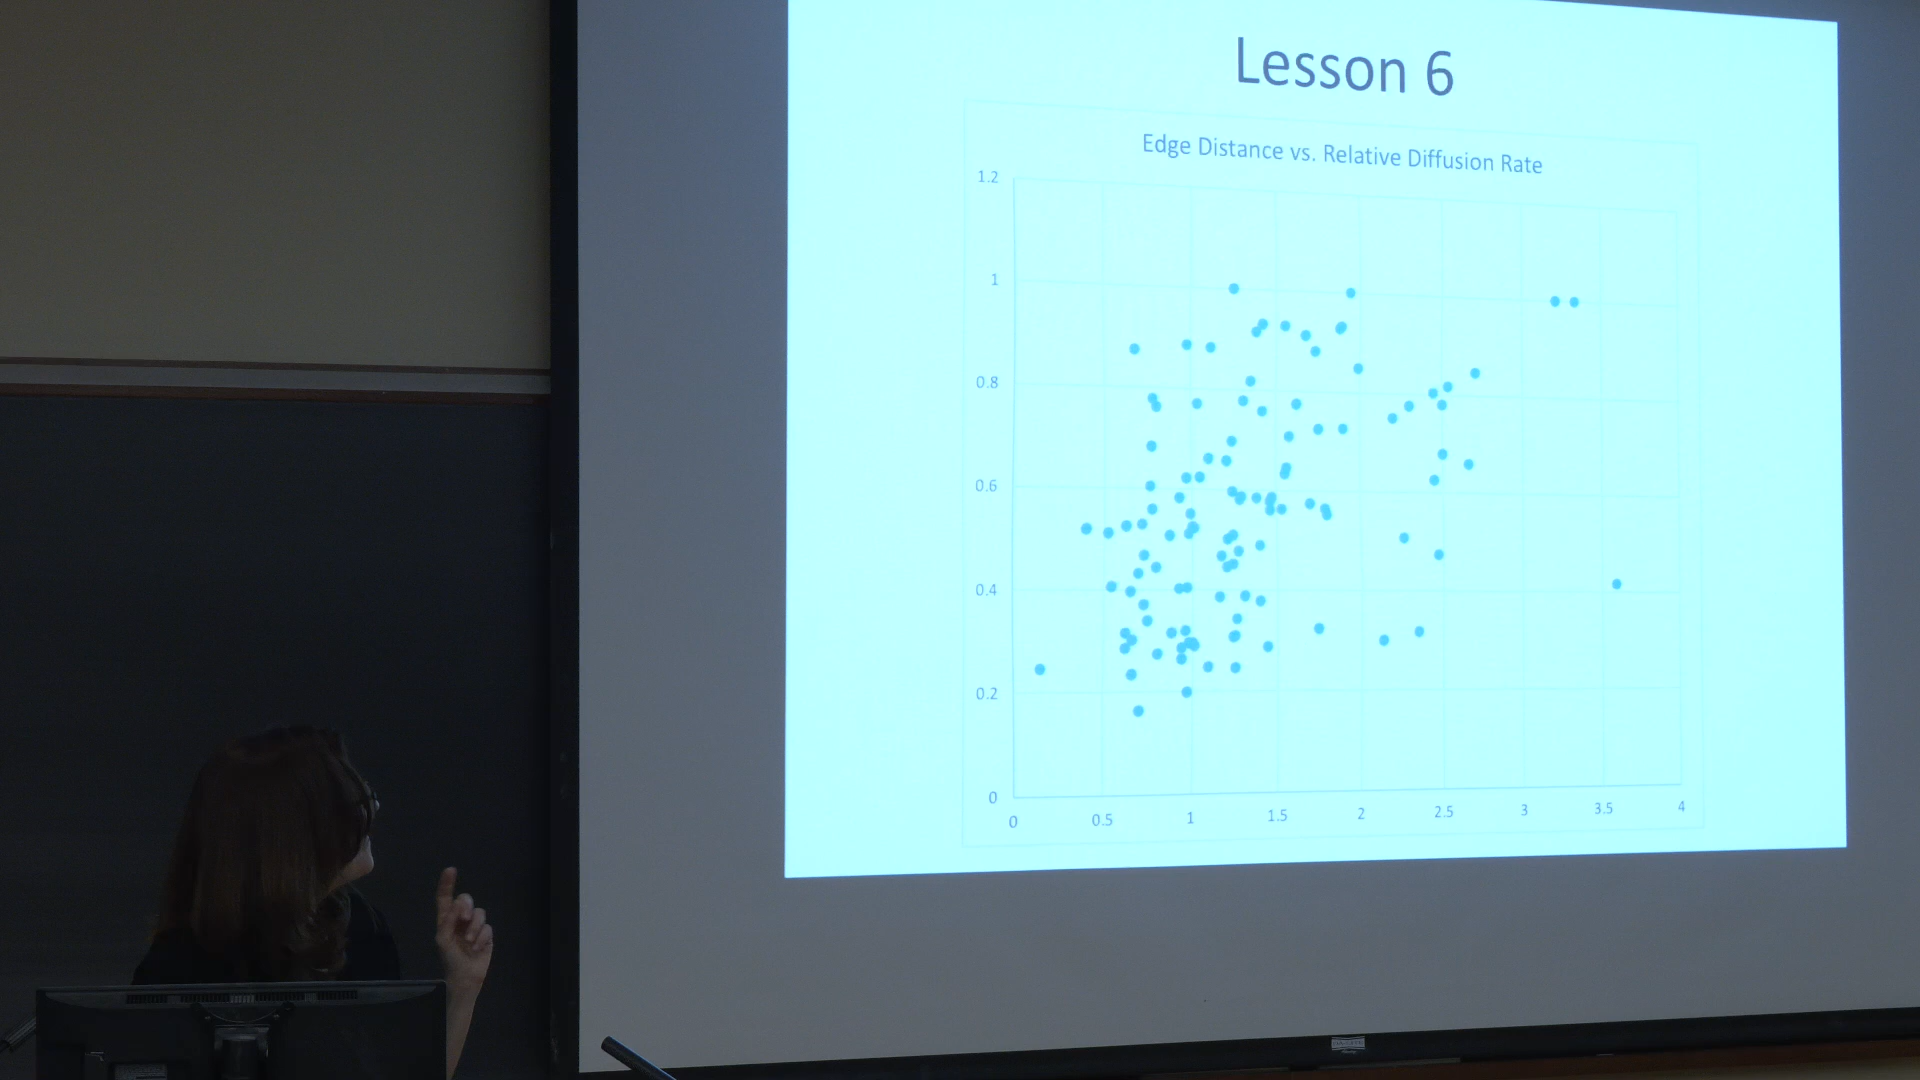 Lesson 6
Edge Distance vs. Relative Diffusion Rate
1.2
1
0.8
0.6
0.4
0.2
0
0 0.5 1 1.5 2 2.5 3 3.5 4